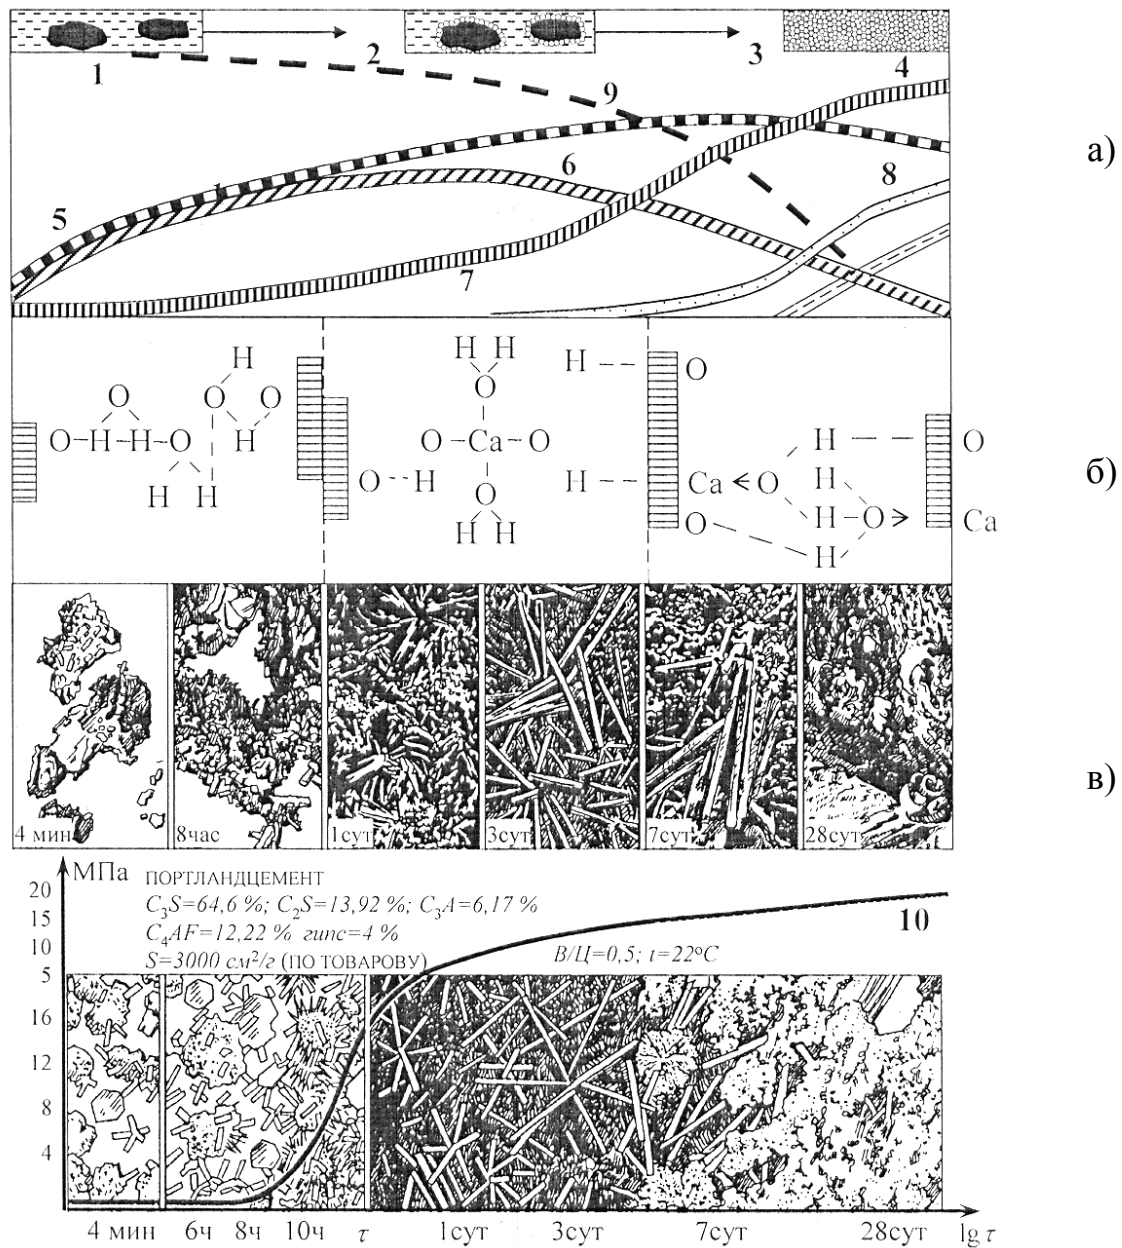 1
2
3
4
9
5
6
7
8
а)
H
O
O
O
O
H
H
O
H
H
H
H
H
O
O
Ca
O
O
H
O
H
H
H
H
O
Ca
O
O
H
H
H
O
H
O
Ca
б)
4 мин
8час
1сут
3сут
7сут
28сут
в)
МПа
ПОРТЛАНДЦЕМЕНТ
C₃S=64,6 %; C₂S=13,92 %; C₃A=6,17 %
C₄AF=12,22 % гипс=4 %
S=3000 см²/г (ПО ТОВАРОВУ)
В/Ц=0,5; t=22°C
10
20
15
10
5
16
12
8
4
4 мин
6ч
8ч
10ч
τ
1сут
3сут
7сут
28сут
lg τ